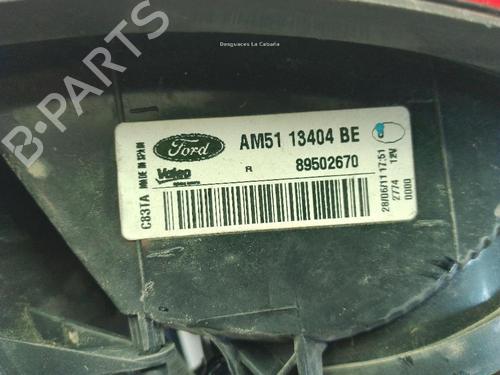 Desguaces La Cabaña
B-PARTS
Ford
AM51 13404 BE
R
89502670
Valeo
C83TA
MADE IN SPAIN
28/06/11 17:51
2774 12V
0000